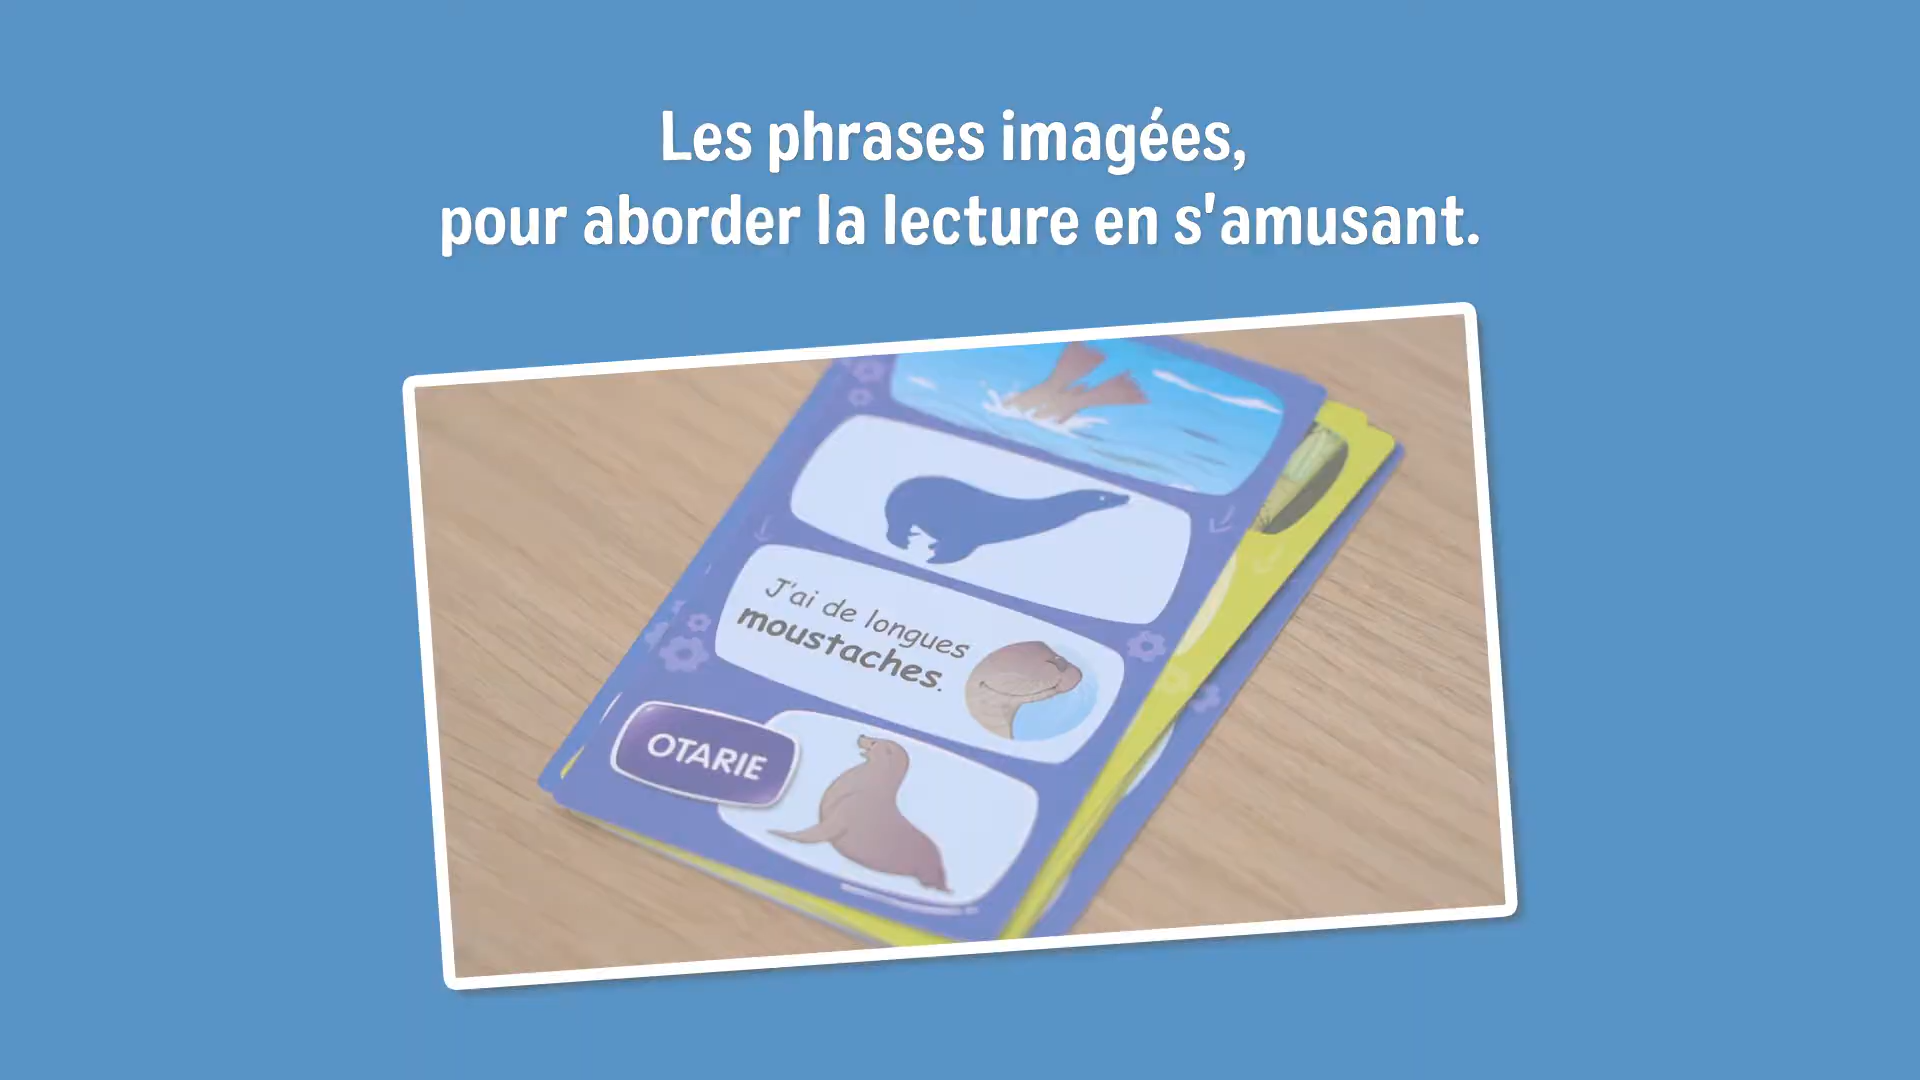 Les phrases imagées,
pour aborder la lecture en s'amusant.
J'ai de longues
moustaches.
OTARIE